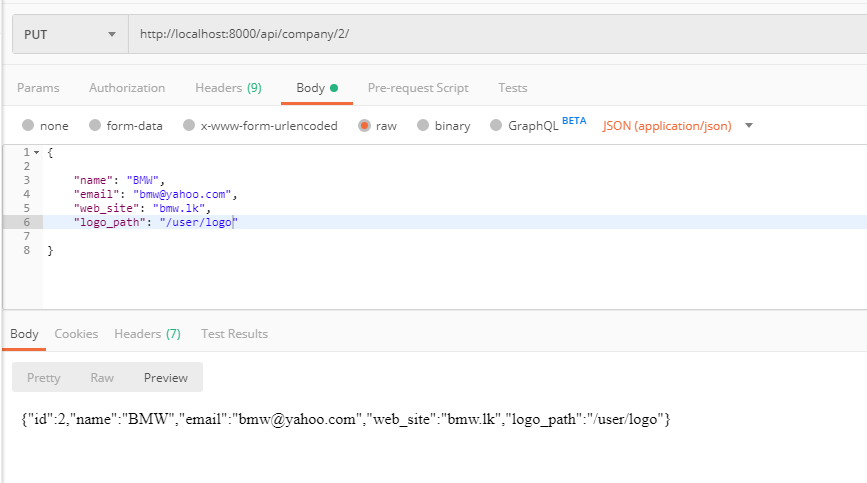 PUT http://localhost:8000/api/company/2/
Params Authorization Headers (9) Body Pre-request Script Tests
none form-data x-www-form-urlencoded raw binary GraphQL BETA JSON (application/json)
1 {
2
3 "name": "BMW",
4 "email": "bmw@yahoo.com",
5 "web_site": "bmw.lk",
6 "logo_path": "/user/logo"
7
8 }
Body Cookies Headers (7) Test Results
Pretty Raw Preview
{"id":2,"name":"BMW","email":"bmw@yahoo.com","web_site":"bmw.lk","logo_path":"/user/logo"}